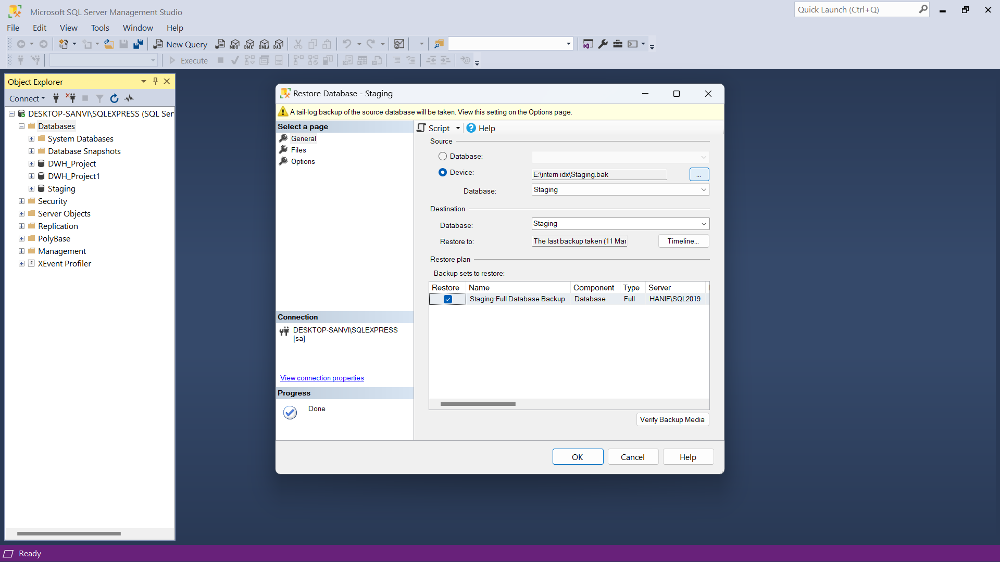 Microsoft SQL Server Management Studio
Quick Launch (Ctrl+Q)
File Edit View Tools Window Help
New Query MDX DMX XMLA DAX
Execute
Object Explorer
Connect
DESKTOP-SANVI\SQLEXPRESS (SQL Ser
Databases
System Databases
Database Snapshots
DWH_Project
DWH_Project1
Staging
Security
Server Objects
Replication
PolyBase
Management
XEvent Profiler
Restore Database - Staging
A tail-log backup of the source database will be taken. View this setting on the Options page.
Select a page
General
Files
Options
Connection
DESKTOP-SANVI\SQLEXPRESS
[sa]
View connection properties
Progress
Done
Script Help
Source
Database:
Device: E:\intern idx\Staging.bak ...
Database: Staging
Destination
Database: Staging
Restore to: The last backup taken (11 Mar Timeline...
Restore plan
Backup sets to restore:
Restore Name Component Type Server
Staging-Full Database Backup Database Full HANIF\SQL2019
Verify Backup Media
OK Cancel Help
Ready